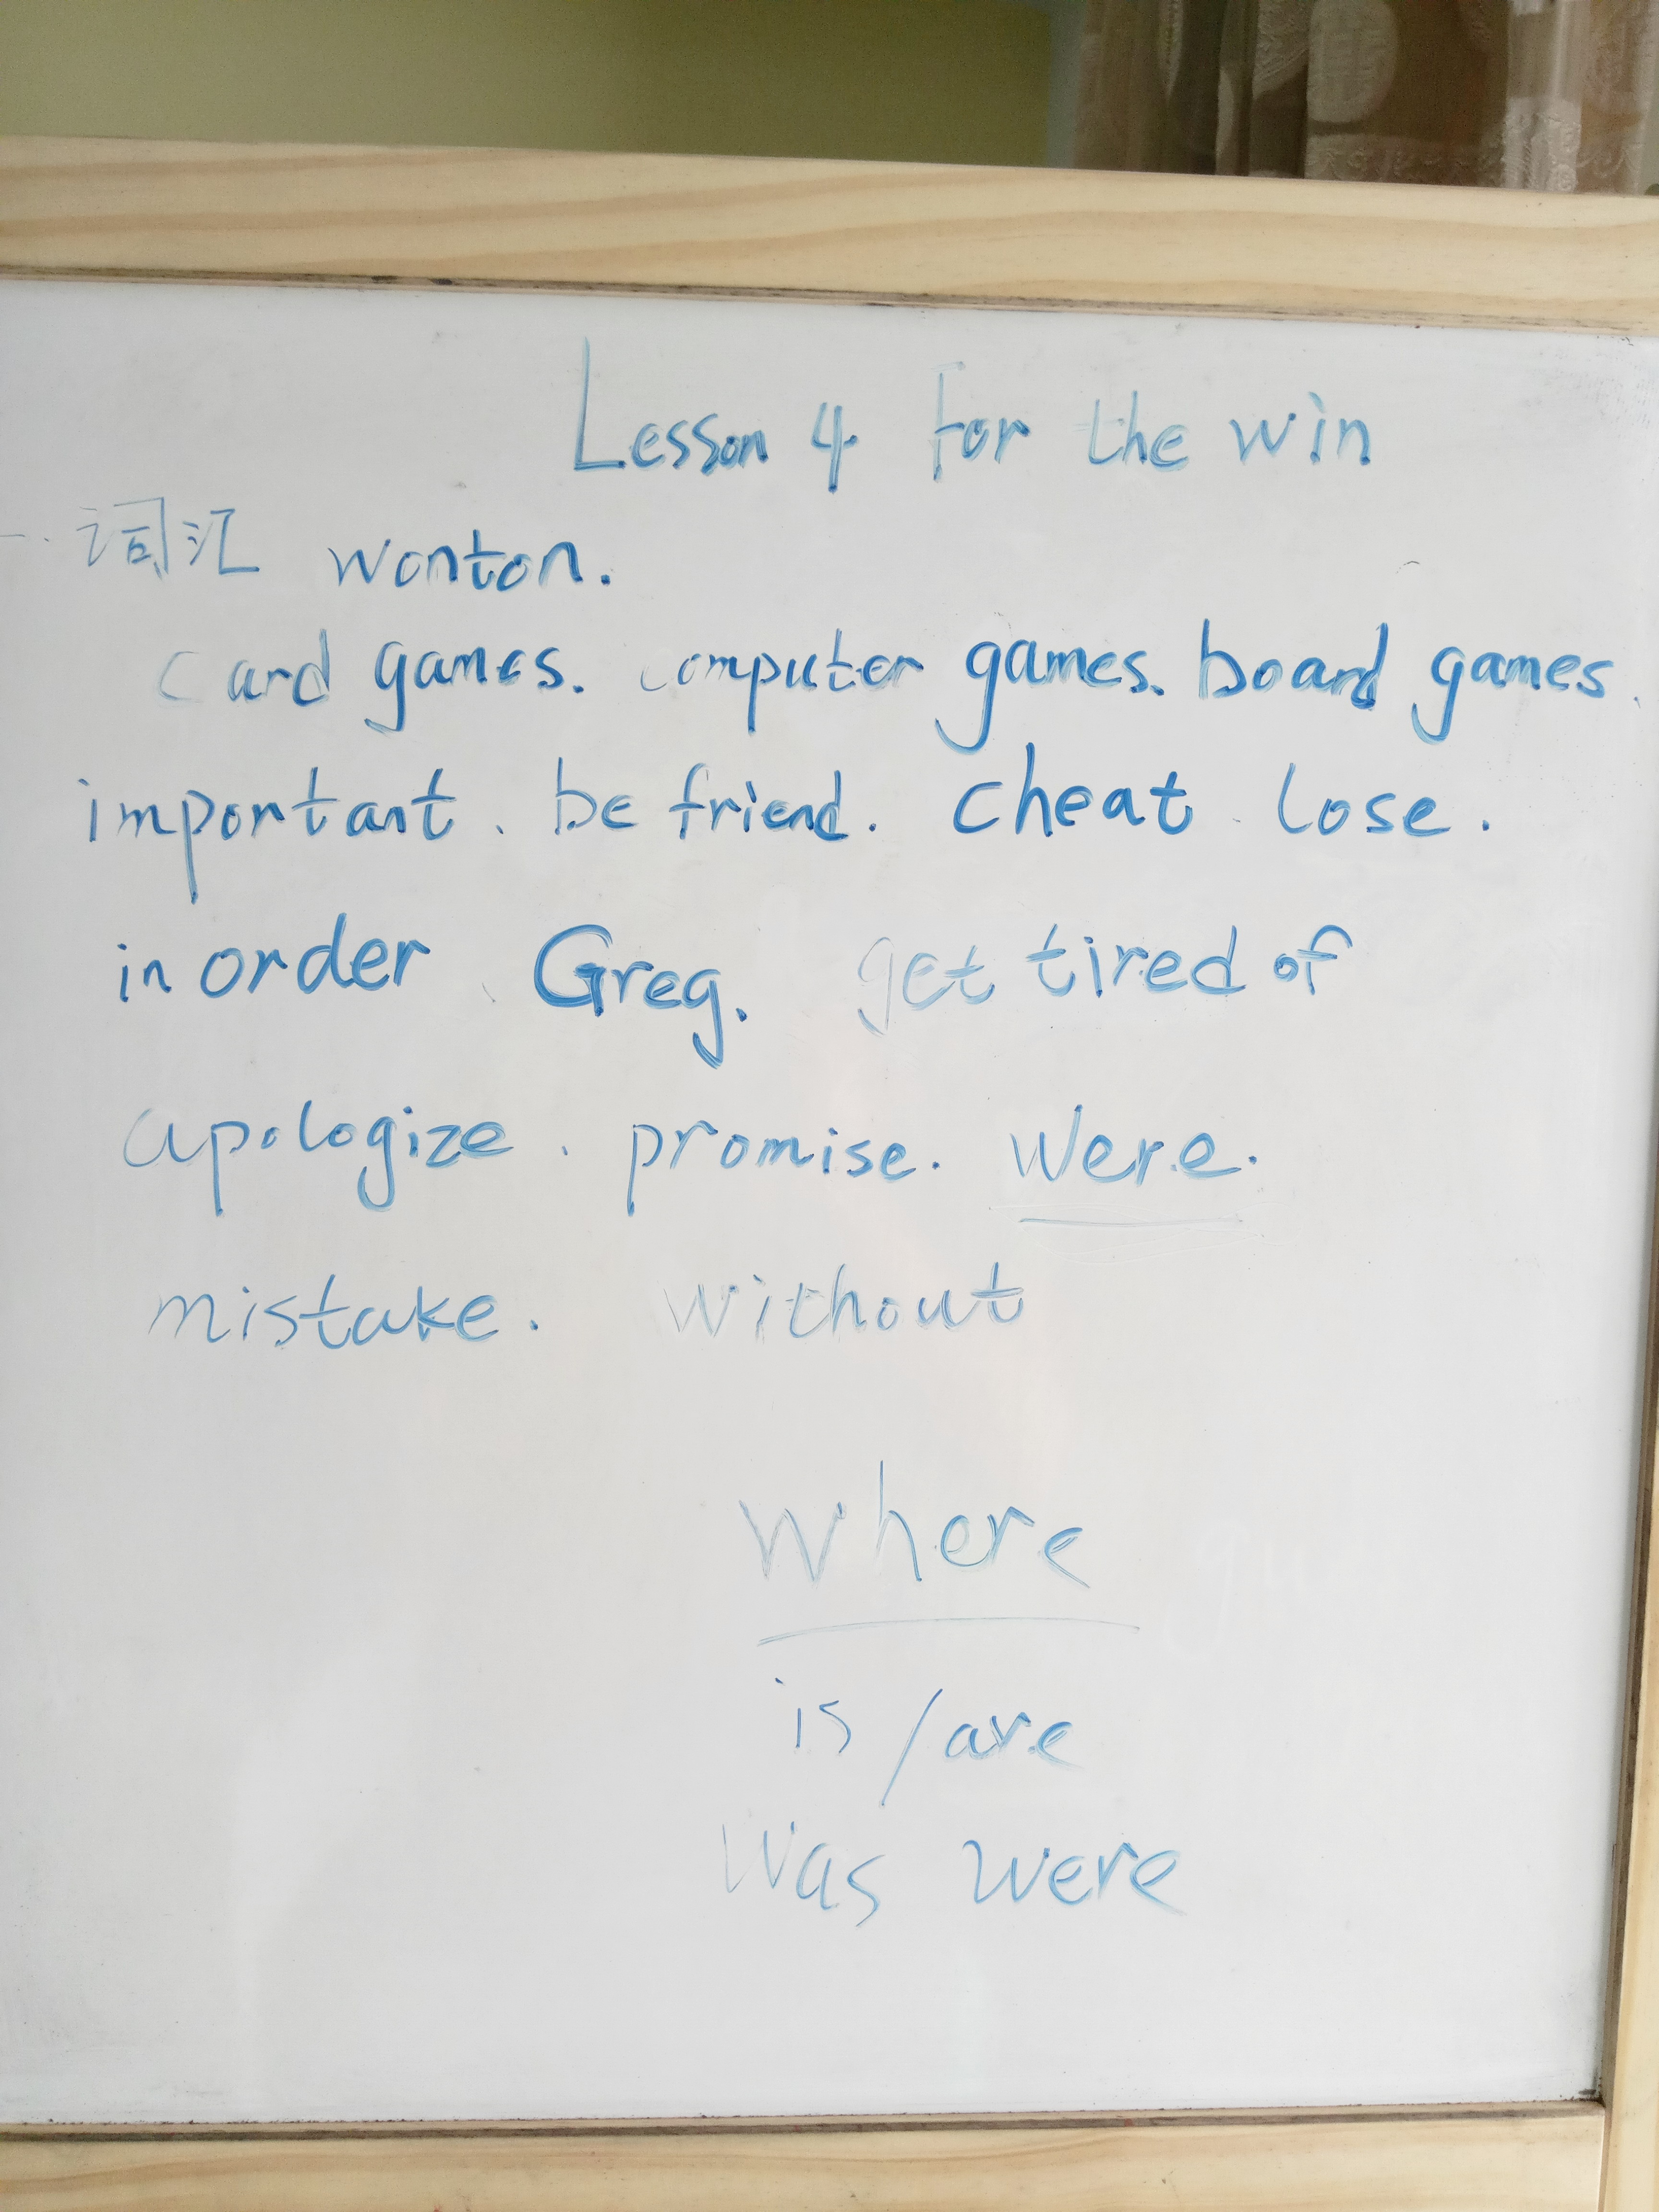 Lesson 4 for the win
一. 词汇 wonton.
card games. computer games. board games.
important. be friend. cheat. lose.
in order. Greg. get tired of
apologize. promise. were.
mistake. without
where
is / are
was were